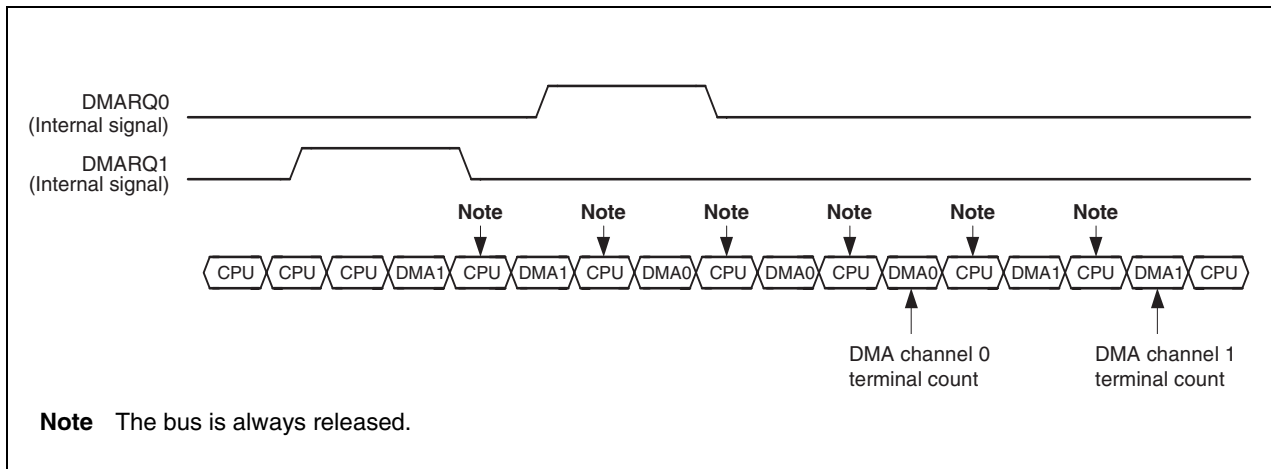 DMARQ0
(Internal signal)
DMARQ1
(Internal signal)
Note Note Note Note Note Note
CPU CPU CPU DMA1 CPU DMA1 CPU DMA0 CPU DMA0 CPU DMA0 CPU DMA1 CPU DMA1 CPU
DMA channel 0
terminal count
DMA channel 1
terminal count
Note The bus is always released.